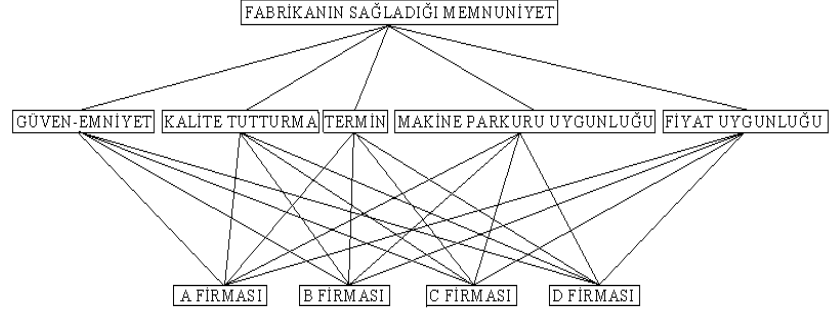 FABRİKANIN SAĞLADIĞI MEMNUNİYET
GÜVEN-EMNİYET KALİTE TUTTURMA TERMİN MAKİNE PARKURU UYGUNLUĞU FİYAT UYGUNLUĞU
A FİRMASI B FİRMASI C FİRMASI D FİRMASI